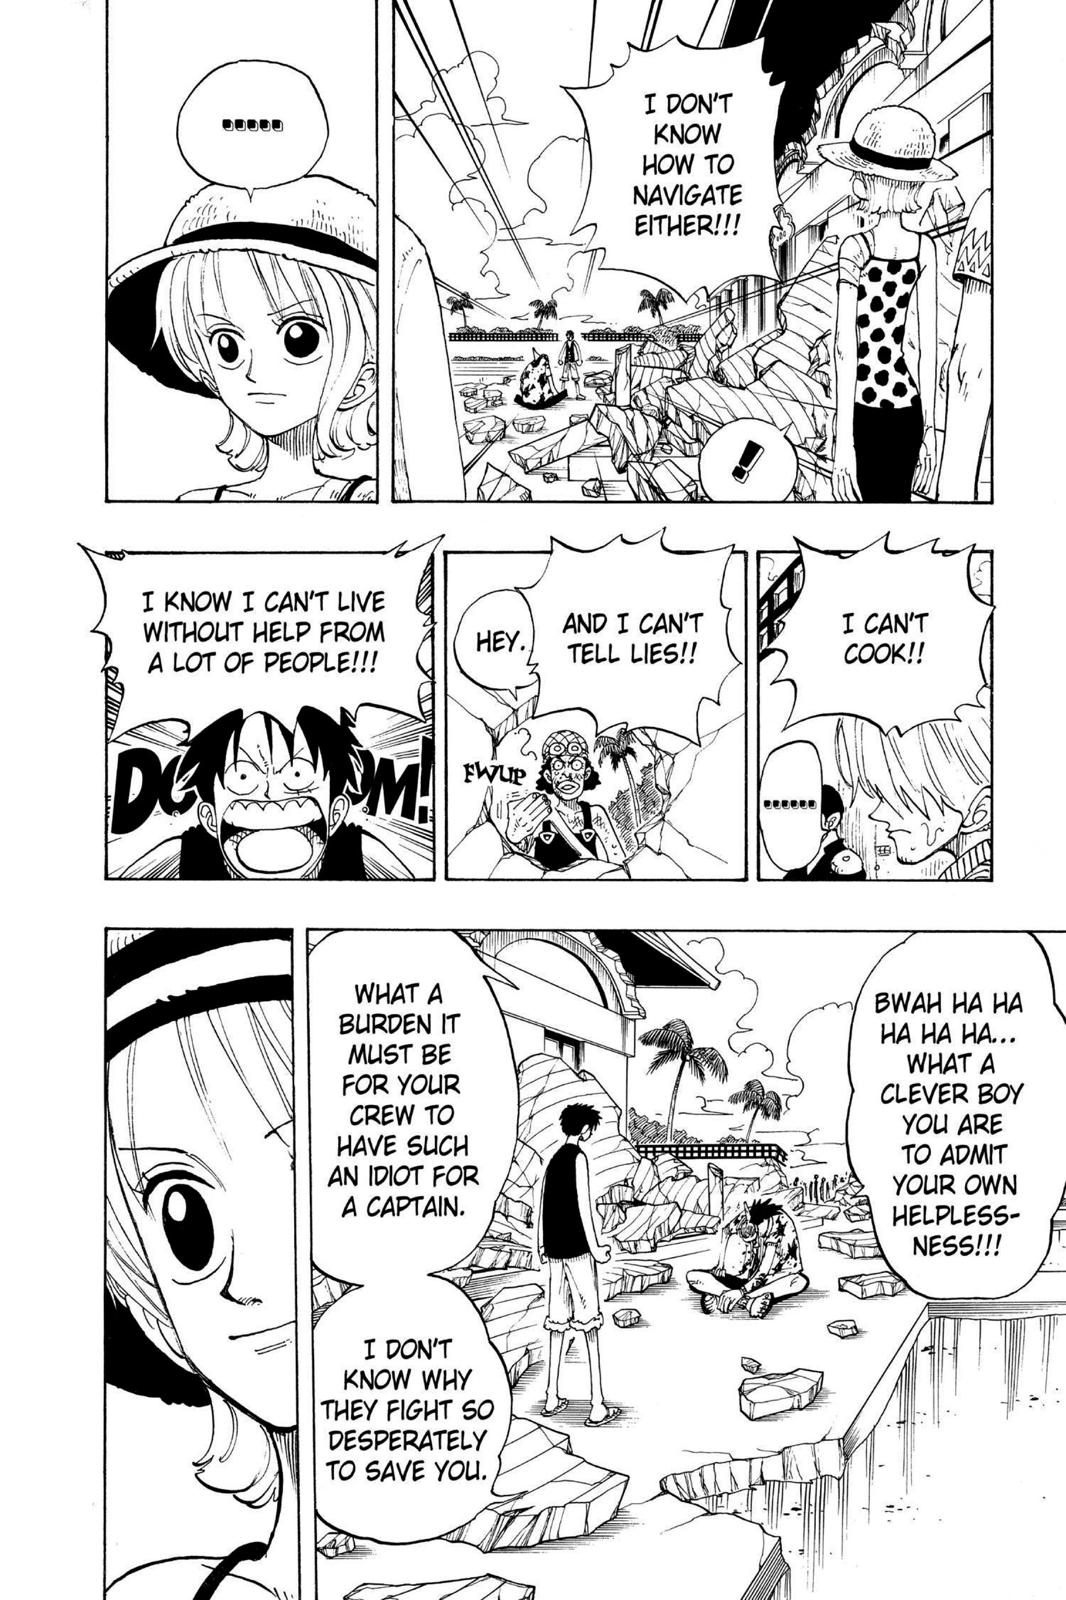 I DON'T
KNOW
HOW TO
NAVIGATE
EITHER!!!
!
.....
I CAN'T
COOK!!
......
AND I CAN'T
TELL LIES!!
HEY.
FWUP
I KNOW I CAN'T LIVE
WITHOUT HELP FROM
A LOT OF PEOPLE!!!
BWAH HA HA
HA HA HA...
WHAT A
CLEVER BOY
YOU ARE
TO ADMIT
YOUR OWN
HELPLESS-
NESS!!!
WHAT A
BURDEN IT
MUST BE
FOR YOUR
CREW TO
HAVE SUCH
AN IDIOT FOR
A CAPTAIN.
I DON'T
KNOW WHY
THEY FIGHT SO
DESPERATELY
TO SAVE YOU.